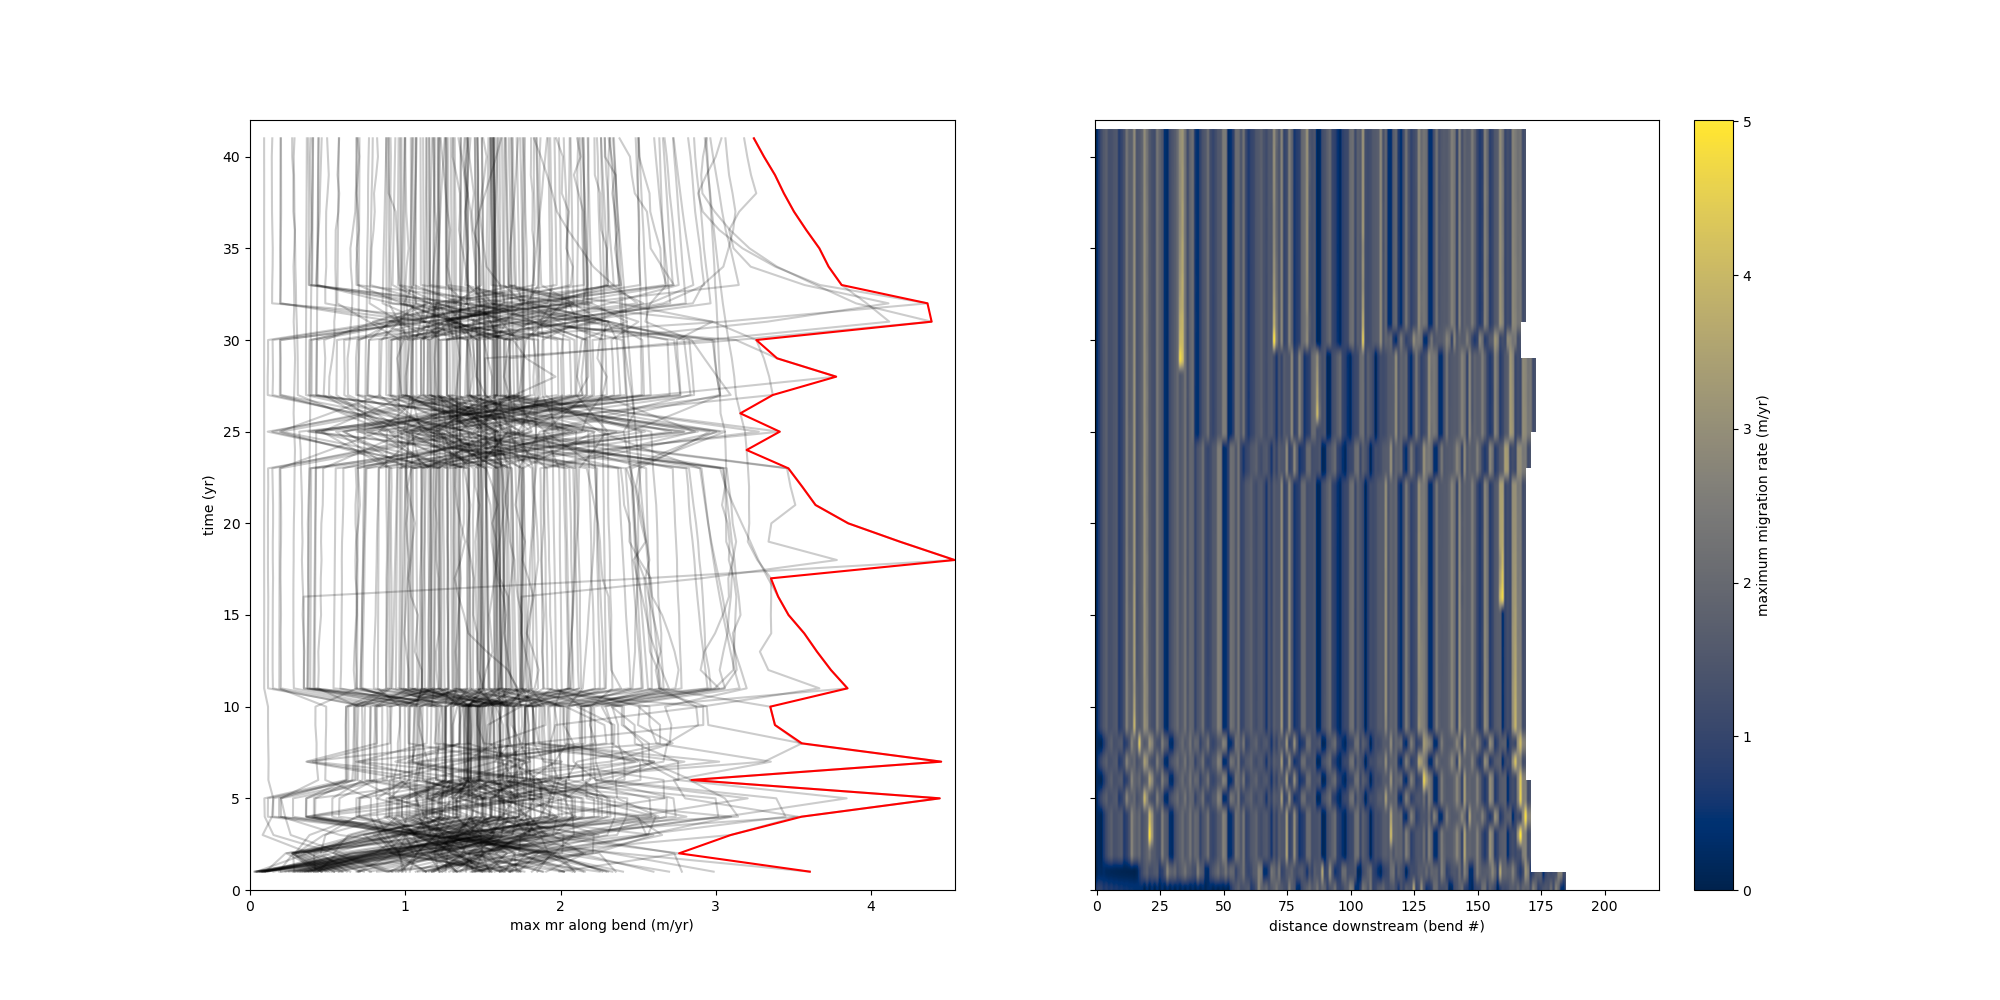 40
35
30
25
20
15
10
5
0
time (yr)
0 1 2 3 4
max mr along bend (m/yr)
0 25 50 75 100 125 150 175 200
distance downstream (bend #)
5
4
3
2
1
0
maximum migration rate (m/yr)